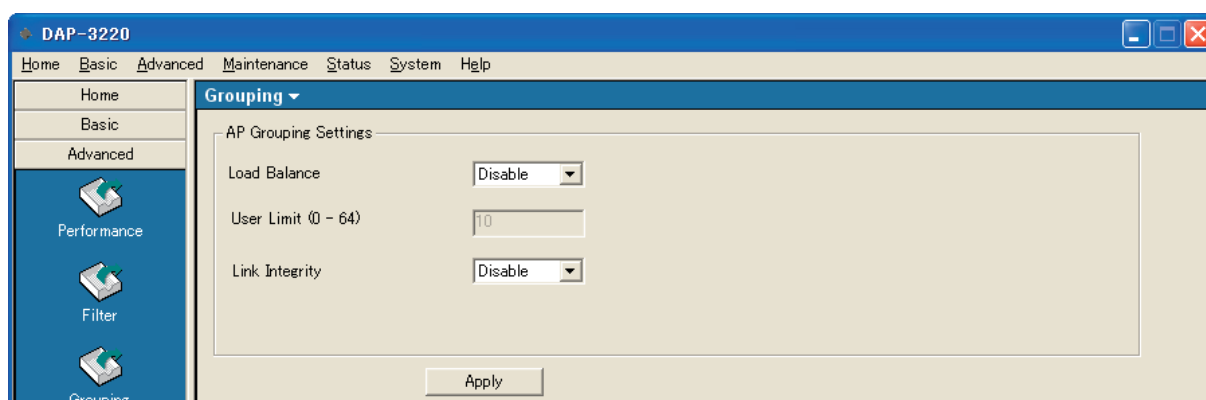 DAP-3220
Home Basic Advanced Maintenance Status System Help
Home
Basic
Advanced
Performance
Filter
Grouping
Grouping
AP Grouping Settings
Load Balance Disable
User Limit (0 - 64) 10
Link Integrity Disable
Apply